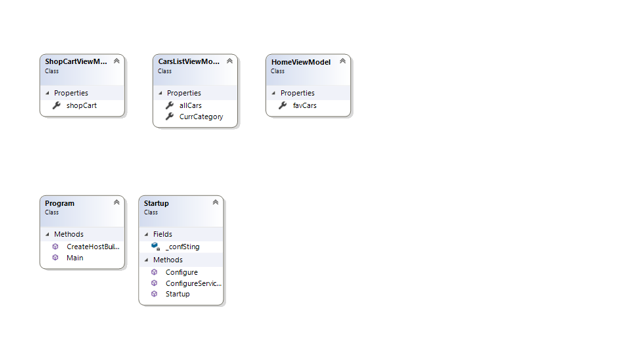 ShopCartViewM...
Class
Properties
shopCart
CarsListViewMo...
Class
Properties
allCars
CurrCategory
HomeViewModel
Class
Properties
favCars
Program
Class
Methods
CreateHostBuil...
Main
Startup
Class
Fields
_confSting
Methods
Configure
ConfigureServic...
Startup